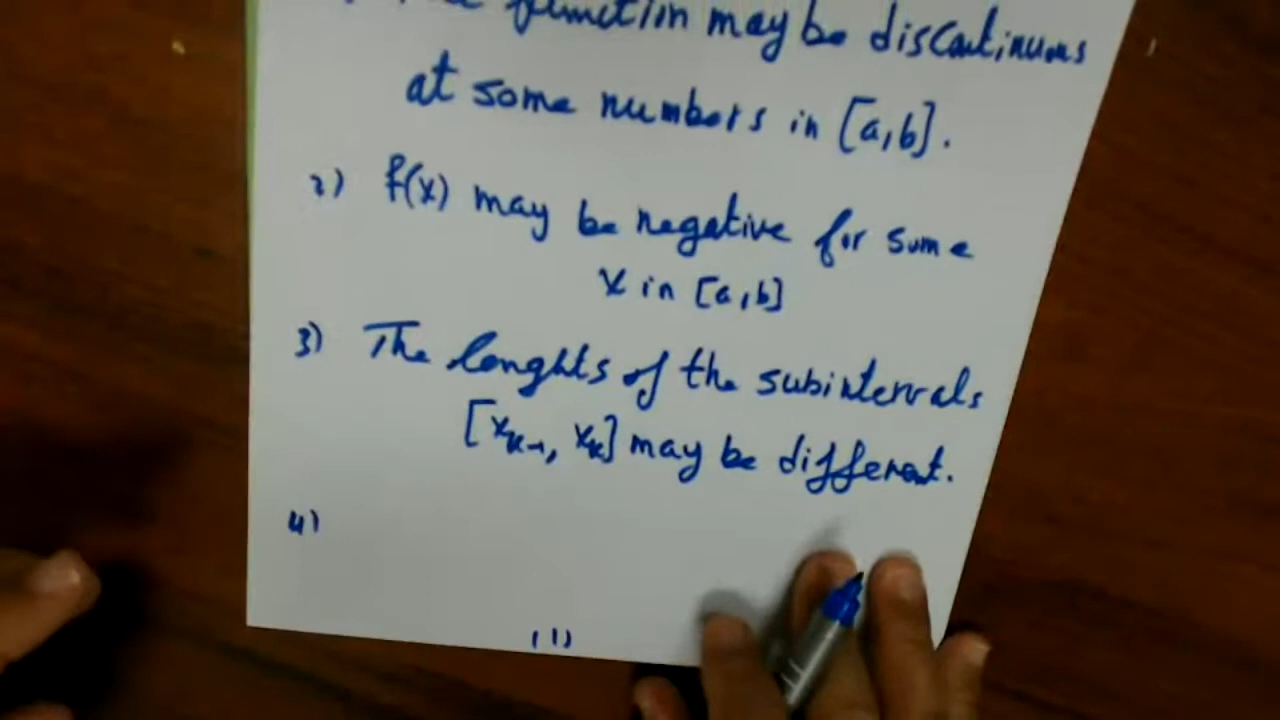 function may be discontinuous
at some numbers in [a,b].
2) f(x) may be negative for some
x in [a,b]
3) The lenghts of the subintervals
[xₖ₋₁, xₖ] may be different.
4)
(1)